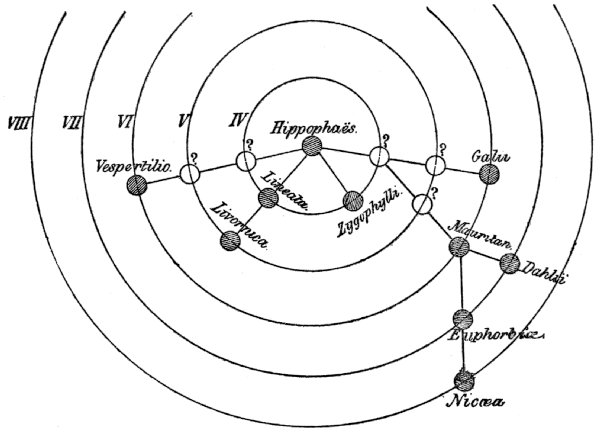 VIII
VII
VI
V
IV
Hippophaës.
?
?
?
?
?
Vespertilio.
Galii
Lineata.
Zygophylli.
Livornica.
Mauritan.
Dahlii
Euphorbiæ.
Nicæa